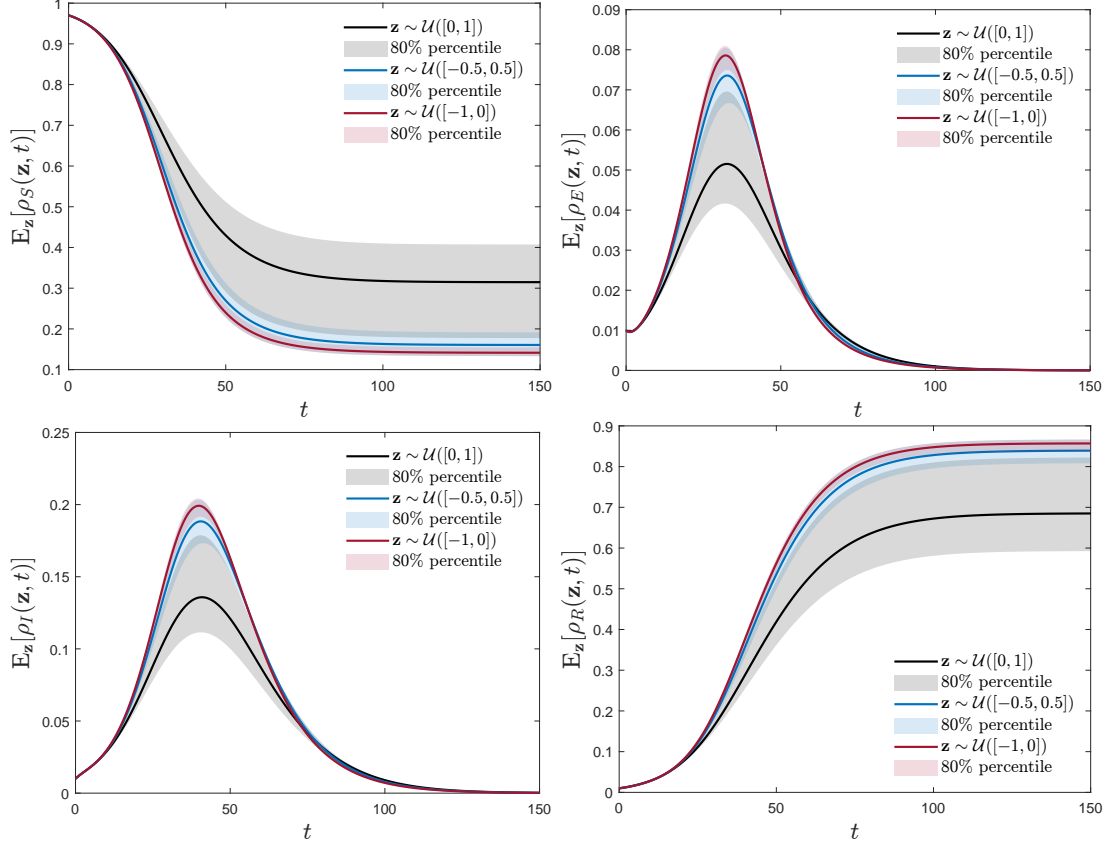 1
0.9
0.8
0.7
0.6
0.5
0.4
0.3
0.2
0.1
0
50
100
150
t
E_z[ρ_S(z, t)]
z ∼ U([0, 1])
80% percentile
z ∼ U([−0.5, 0.5])
80% percentile
z ∼ U([−1, 0])
80% percentile
0.09
0.08
0.07
0.06
0.05
0.04
0.03
0.02
0.01
0
0
50
100
150
t
E_z[ρ_E(z, t)]
z ∼ U([0, 1])
80% percentile
z ∼ U([−0.5, 0.5])
80% percentile
z ∼ U([−1, 0])
80% percentile
0.25
0.2
0.15
0.1
0.05
0
0
50
100
150
t
E_z[ρ_I(z, t)]
z ∼ U([0, 1])
80% percentile
z ∼ U([−0.5, 0.5])
80% percentile
z ∼ U([−1, 0])
80% percentile
0.9
0.8
0.7
0.6
0.5
0.4
0.3
0.2
0.1
0
0
50
100
150
t
E_z[ρ_R(z, t)]
z ∼ U([0, 1])
80% percentile
z ∼ U([−0.5, 0.5])
80% percentile
z ∼ U([−1, 0])
80% percentile